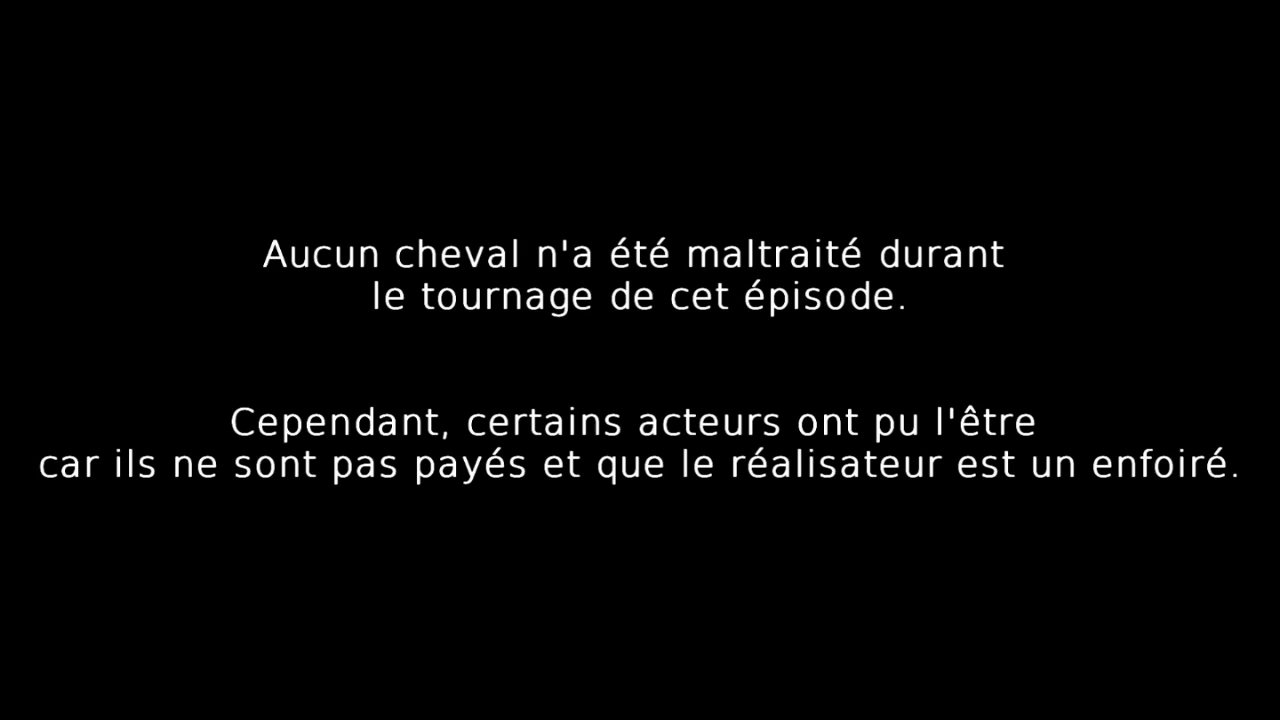 Aucun cheval n'a été maltraité durant
le tournage de cet épisode.
Cependant, certains acteurs ont pu l'être
car ils ne sont pas payés et que le réalisateur est un enfoiré.